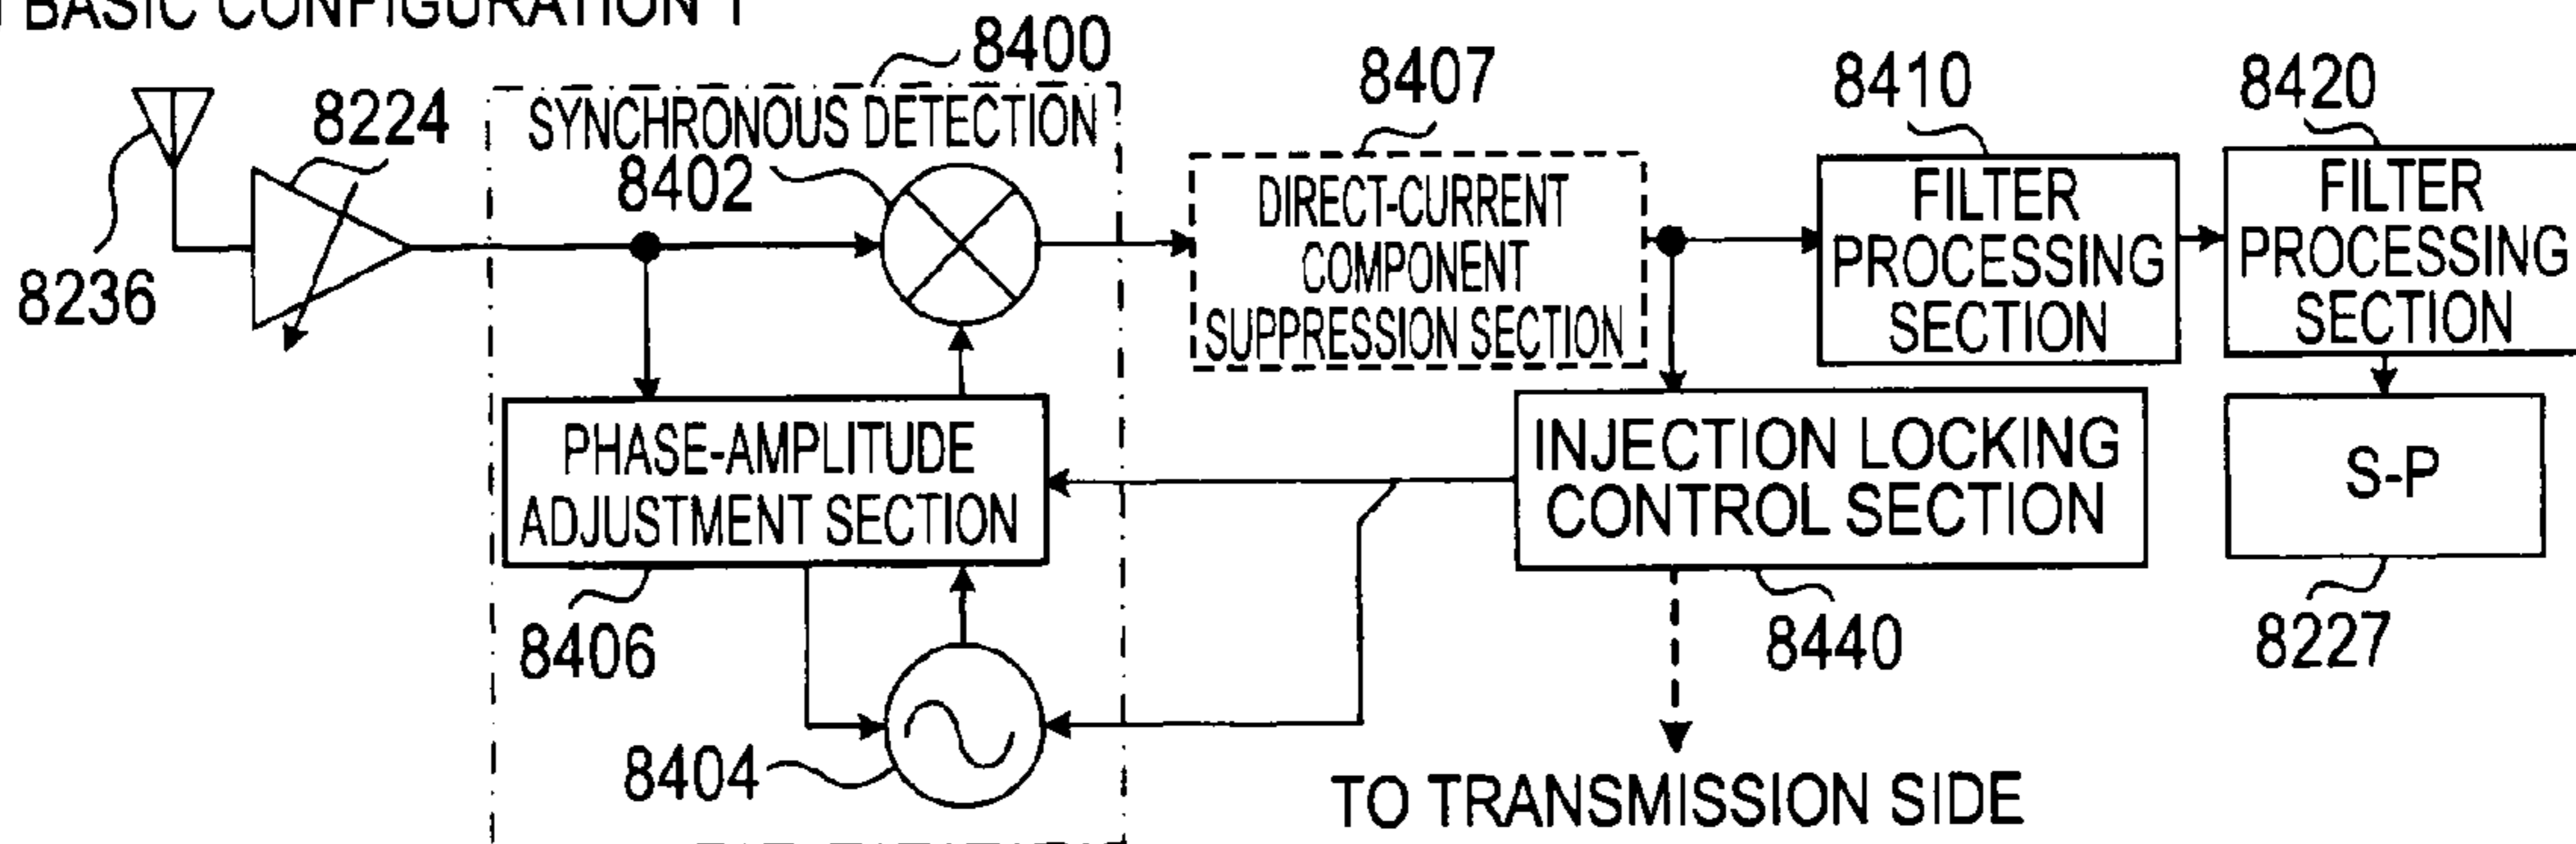 BASIC CONFIGURATION 1
8400
8407
8410
8420
8224
SYNCHRONOUS DETECTION
8402
DIRECT-CURRENT
COMPONENT
SUPPRESSION SECTION
FILTER
PROCESSING
SECTION
FILTER
PROCESSING
SECTION
8236
PHASE-AMPLITUDE
ADJUSTMENT SECTION
INJECTION LOCKING
CONTROL SECTION
S-P
8406
8440
8227
8404
TO TRANSMISSION SIDE